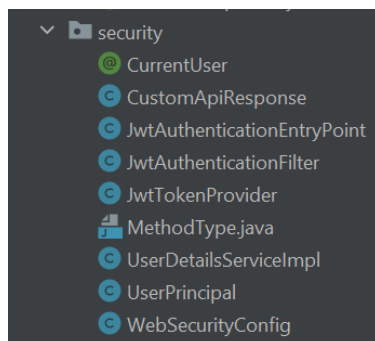 security
CurrentUser
CustomApiResponse
JwtAuthenticationEntryPoint
JwtAuthenticationFilter
JwtTokenProvider
MethodType.java
UserDetailsServiceImpl
UserPrincipal
WebSecurityConfig